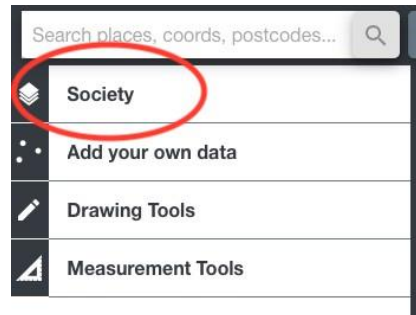 Search places, coords, postcodes...
Society
Add your own data
Drawing Tools
Measurement Tools